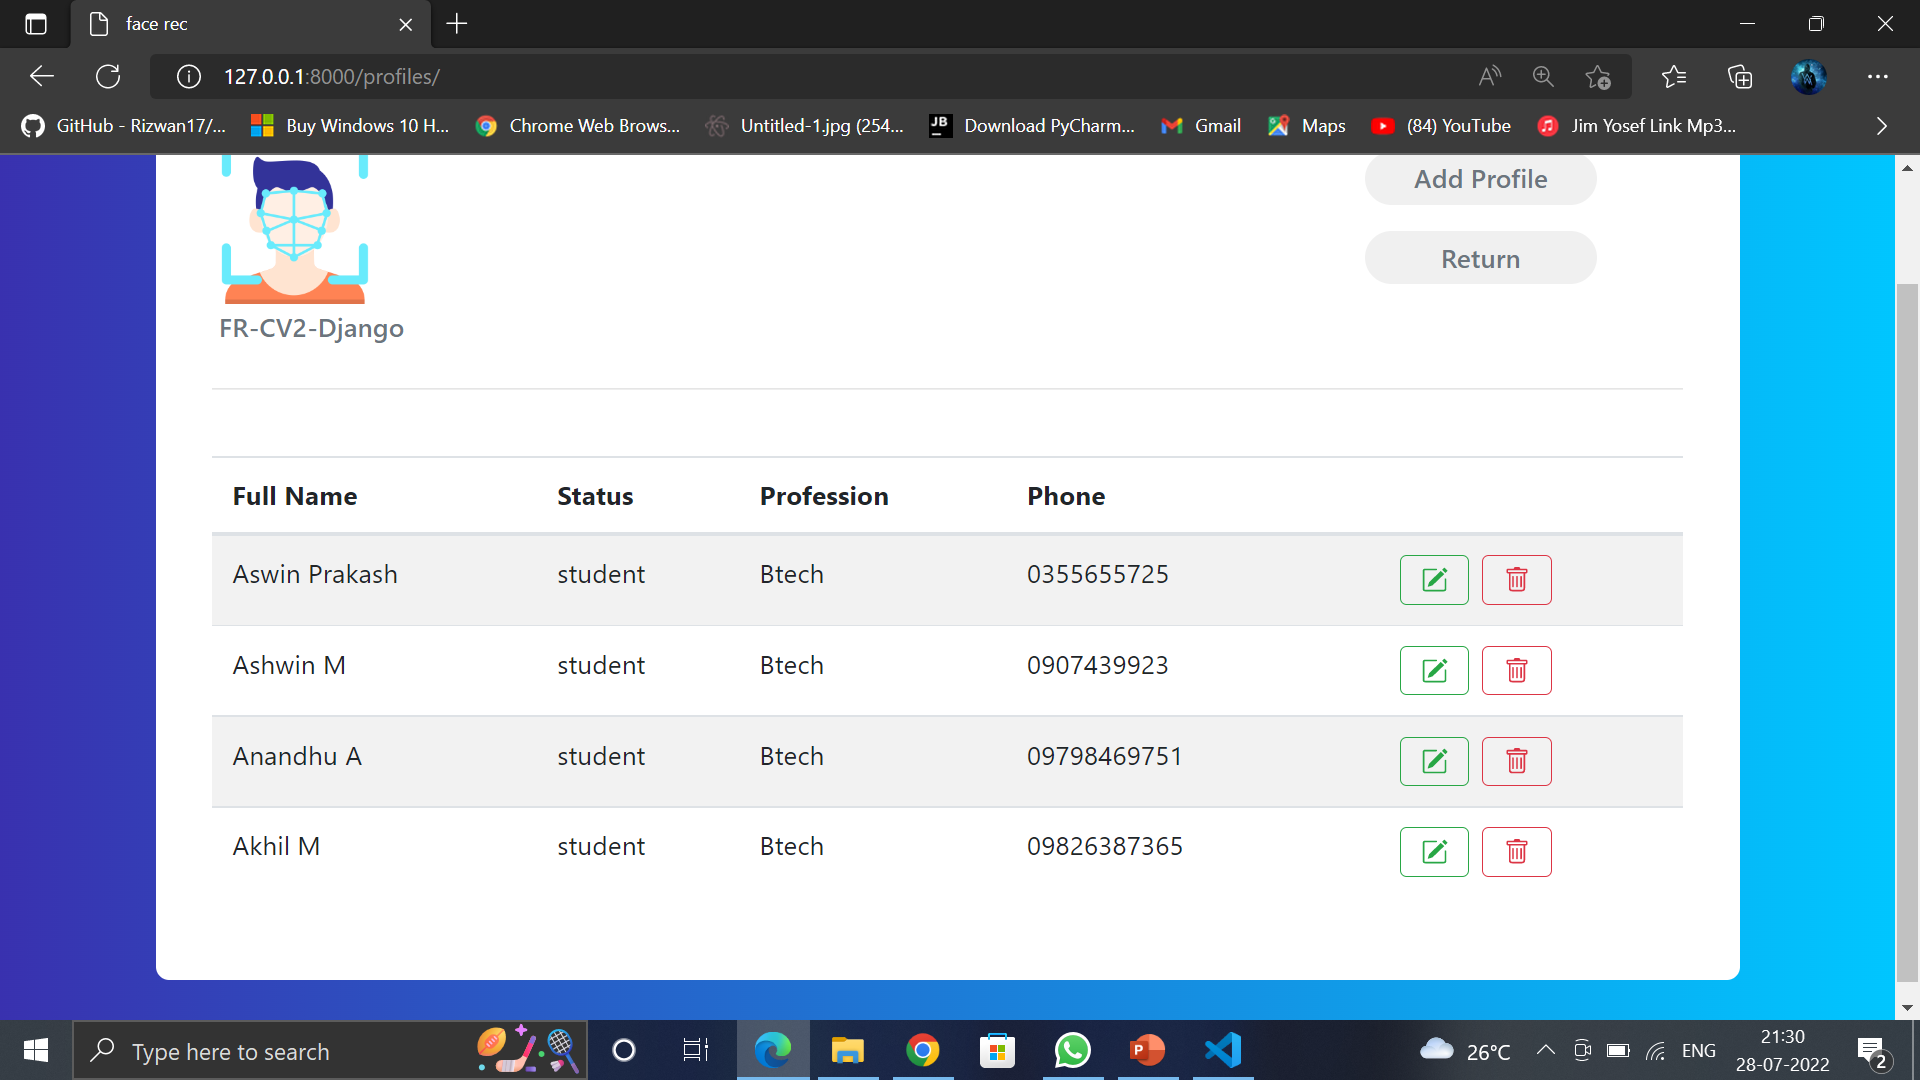 face rec
127.0.0.1:8000/profiles/
GitHub - Rizwan17/... Buy Windows 10 H... Chrome Web Brows... Untitled-1.jpg (254... JB Download PyCharm... Gmail Maps (84) YouTube Jim Yosef Link Mp3...
Add Profile
Return
FR-CV2-Django
Full Name Status Profession Phone
Aswin Prakash student Btech 0355655725
Ashwin M student Btech 0907439923
Anandhu A student Btech 09798469751
Akhil M student Btech 09826387365
Type here to search
26°C ENG 21:30
28-07-2022 2